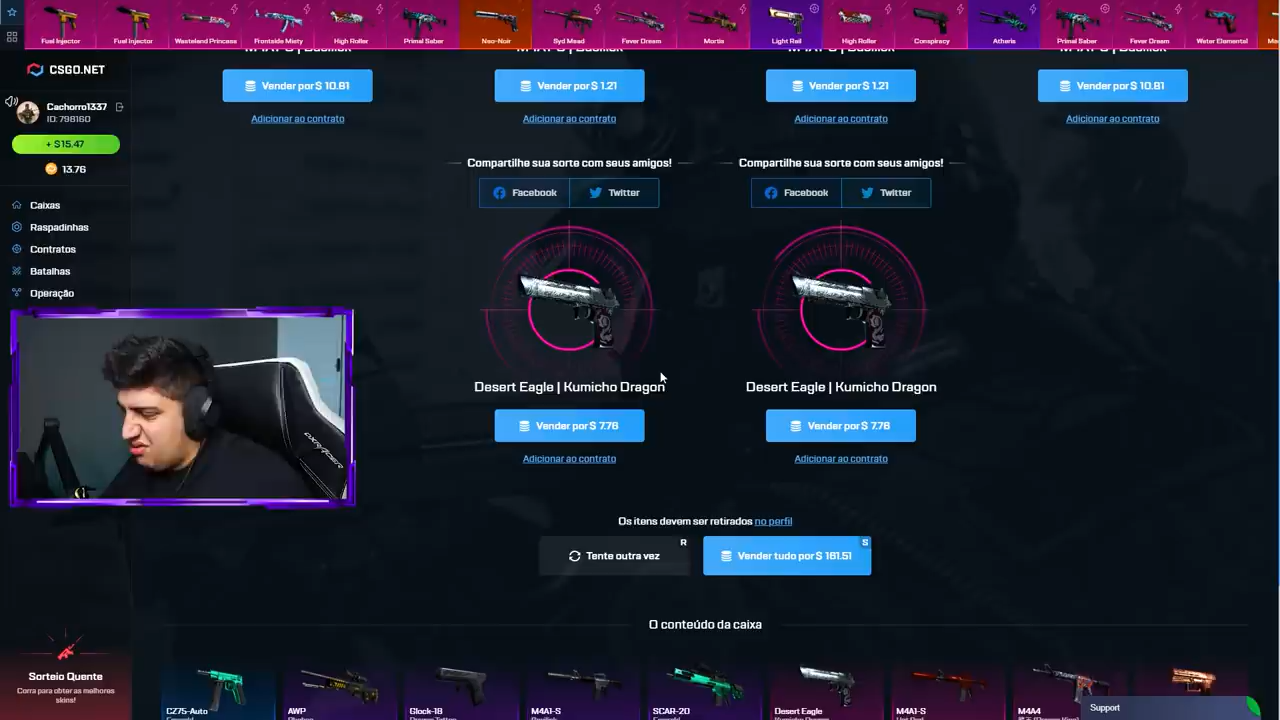 Fuel Injector
Fuel Injector
Wasteland Princess
Frontside Misty
High Roller
Primal Saber
Neo-Noir
Syd Mead
Fever Dream
Mortis
Light Rail
High Roller
Conspiracy
Atheris
Primal Saber
Fever Dream
Water Elemental
CSGO.NET
Cachorro1337
ID: 798160
+ $15.47
13.76
Caixas
Raspadinhas
Contratos
Batalhas
Operação
Vender por $ 10.81
Adicionar ao contrato
Vender por $ 1.21
Adicionar ao contrato
Vender por $ 1.21
Adicionar ao contrato
Vender por $ 10.81
Adicionar ao contrato
Compartilhe sua sorte com seus amigos!
Facebook
Twitter
Desert Eagle | Kumicho Dragon
Vender por $ 7.76
Adicionar ao contrato
Compartilhe sua sorte com seus amigos!
Facebook
Twitter
Desert Eagle | Kumicho Dragon
Vender por $ 7.76
Adicionar ao contrato
Os itens devem ser retirados no perfil
Tente outra vez
R
Vender tudo por $ 161.51
S
O conteúdo da caixa
Sorteio Quente
Corra para obter as melhores
skins!
CZ75-Auto
AWP
Glock-18
M4A1-S
SCAR-20
Desert Eagle
M4A1-S
M4A4
Support